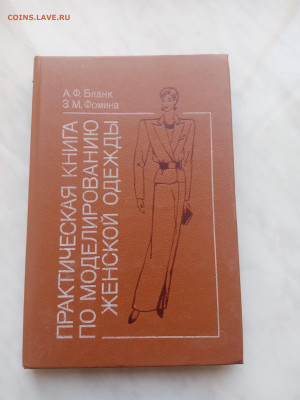 COINS.LAVE.RU
А. Ф. Бланк
З. М. Фомина
ПРАКТИЧЕСКАЯ КНИГА
ПО МОДЕЛИРОВАНИЮ
ЖЕНСКОЙ ОДЕЖДЫ